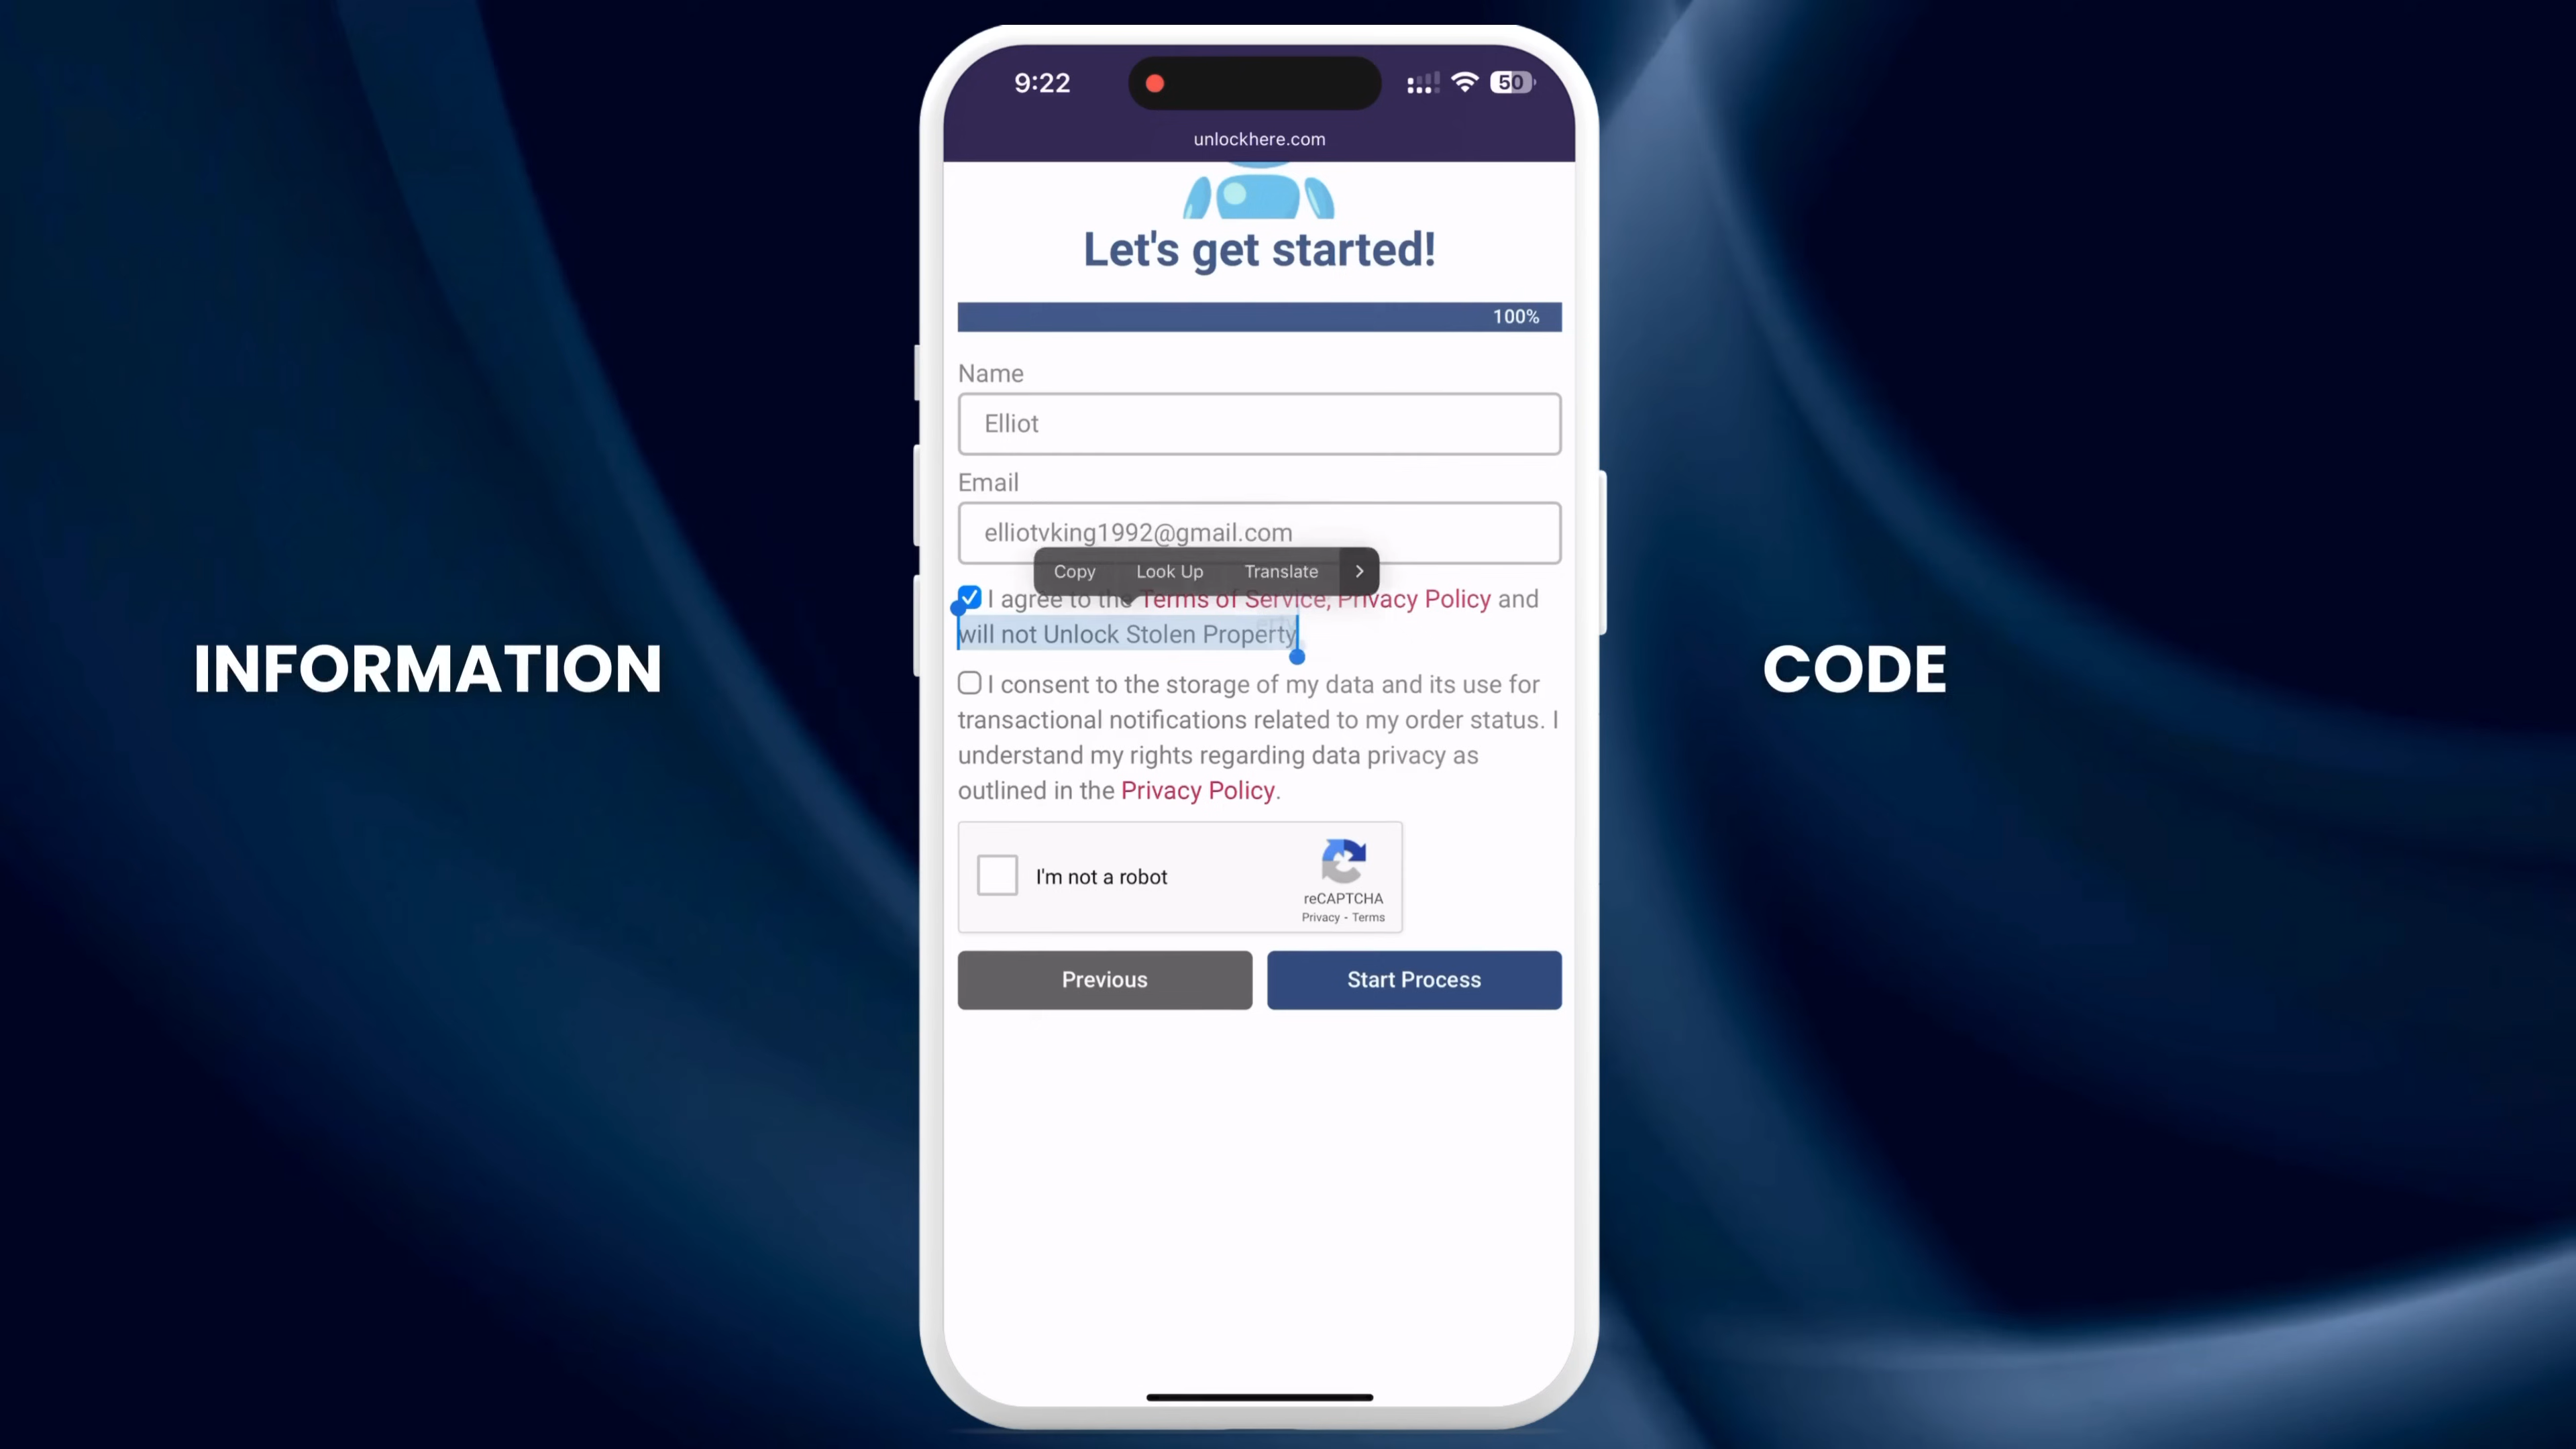 9:22
50
unlockhere.com
Let's get started!
100%
Name
Elliot
Email
elliotvking1992@gmail.com
Copy Look Up Translate
I agree to the Terms of Service, Privacy Policy and
will not Unlock Stolen Property
INFORMATION
CODE
I consent to the storage of my data and its use for
transactional notifications related to my order status. I
understand my rights regarding data privacy as
outlined in the Privacy Policy.
I'm not a robot
reCAPTCHA
Privacy - Terms
Previous
Start Process